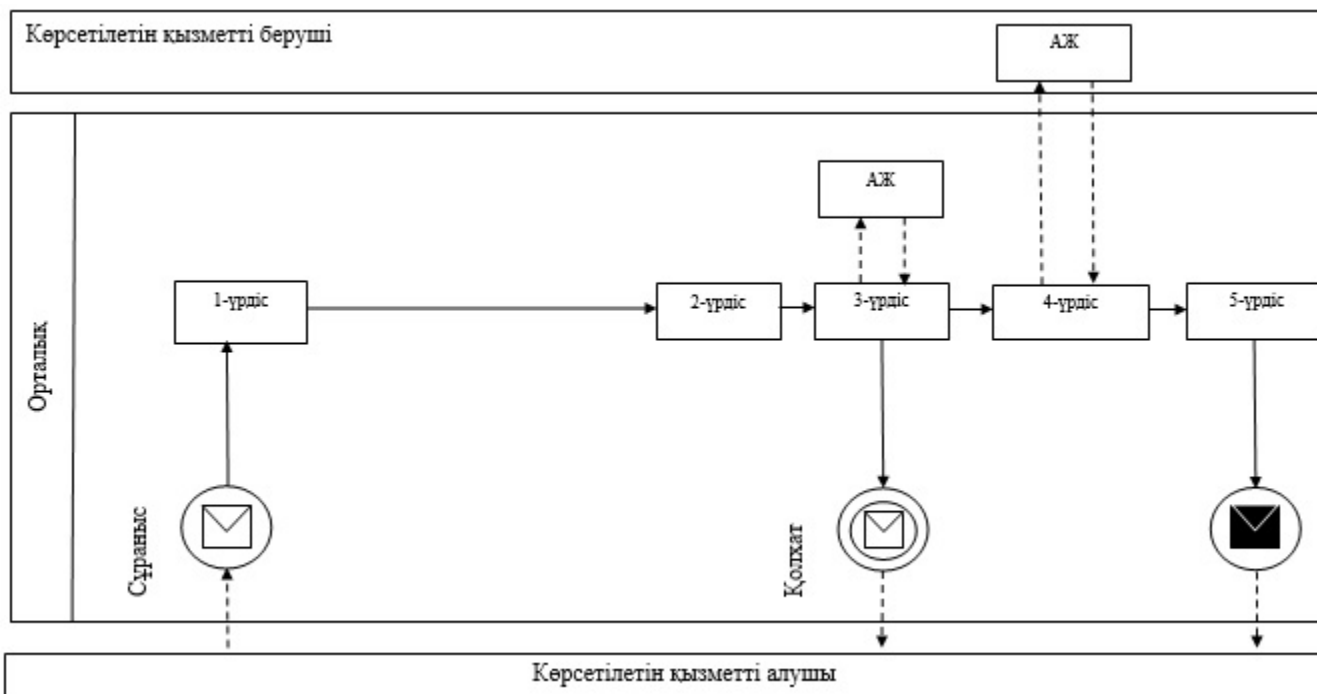 Көрсетілетін қызметті беруші
АЖ
АЖ
1-үрдіс
2-үрдіс
3-үрдіс
4-үрдіс
5-үрдіс
Орталық
Сұраныс
Қолхат
Көрсетілетін қызметті алушы